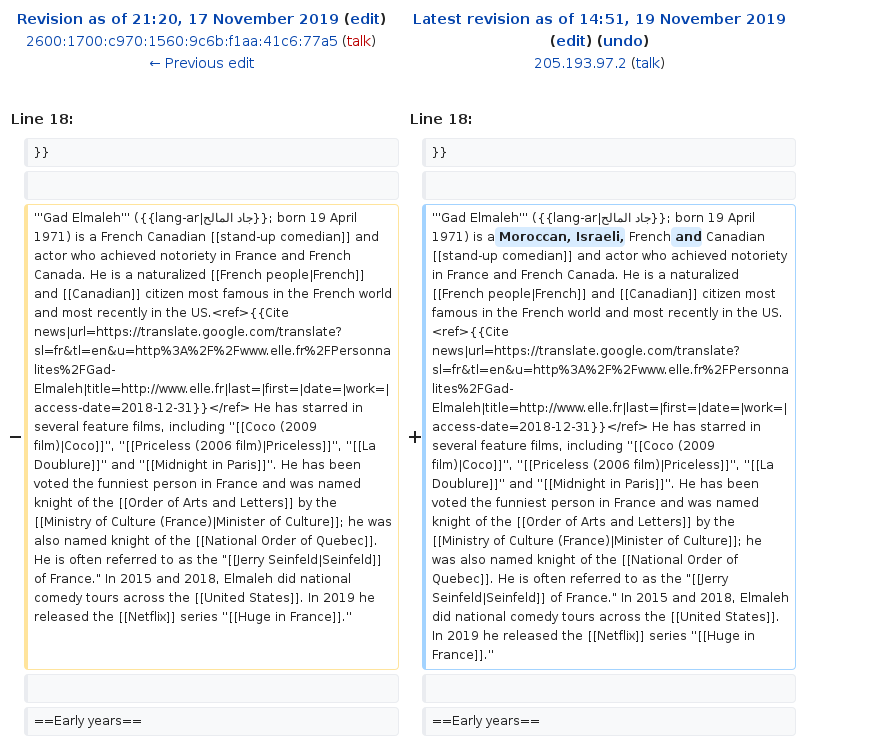 Revision as of 21:20, 17 November 2019 (edit)
2600:1700:c970:1560:9c6b:f1aa:41c6:77a5 (talk)
← Previous edit
Latest revision as of 14:51, 19 November 2019
(edit) (undo)
205.193.97.2 (talk)
Line 18:
}}
−
'''Gad Elmaleh''' ({{lang-ar|جاد المالح}}; born 19 April
1971) is a French Canadian [[stand-up comedian]] and
actor who achieved notoriety in France and French
Canada. He is a naturalized [[French people|French]]
and [[Canadian]] citizen most famous in the French world
and most recently in the US.<ref>{{Cite
news|url=https://translate.google.com/translate?
sl=fr&tl=en&u=http%3A%2F%2Fwww.elle.fr%2FPersonna
lites%2FGad-
Elmaleh|title=http://www.elle.fr|last=|first=|date=|work=|
access-date=2018-12-31}}</ref> He has starred in
several feature films, including ''[[Coco (2009
film)|Coco]]'', ''[[Priceless (2006 film)|Priceless]]'', ''[[La
Doublure]]'' and ''[[Midnight in Paris]]''. He has been
voted the funniest person in France and was named
knight of the [[Order of Arts and Letters]] by the
[[Ministry of Culture (France)|Minister of Culture]]; he was
also named knight of the [[National Order of Quebec]].
He is often referred to as the "[[Jerry Seinfeld|Seinfeld]]
of France." In 2015 and 2018, Elmaleh did national
comedy tours across the [[United States]]. In 2019 he
released the [[Netflix]] series ''[[Huge in France]].''
==Early years==
Line 18:
}}
+
'''Gad Elmaleh''' ({{lang-ar|جاد المالح}}; born 19 April
1971) is a Moroccan, Israeli, French and Canadian
[[stand-up comedian]] and actor who achieved notoriety
in France and French Canada. He is a naturalized
[[French people|French]] and [[Canadian]] citizen most
famous in the French world and most recently in the US.
<ref>{{Cite
news|url=https://translate.google.com/translate?
sl=fr&tl=en&u=http%3A%2F%2Fwww.elle.fr%2FPersonna
lites%2FGad-
Elmaleh|title=http://www.elle.fr|last=|first=|date=|work=|
access-date=2018-12-31}}</ref> He has starred in
several feature films, including ''[[Coco (2009
film)|Coco]]'', ''[[Priceless (2006 film)|Priceless]]'', ''[[La
Doublure]]'' and ''[[Midnight in Paris]]''. He has been
voted the funniest person in France and was named
knight of the [[Order of Arts and Letters]] by the
[[Ministry of Culture (France)|Minister of Culture]]; he
was also named knight of the [[National Order of
Quebec]]. He is often referred to as the "[[Jerry
Seinfeld|Seinfeld]] of France." In 2015 and 2018, Elmaleh
did national comedy tours across the [[United States]].
In 2019 he released the [[Netflix]] series ''[[Huge in
France]].''
==Early years==